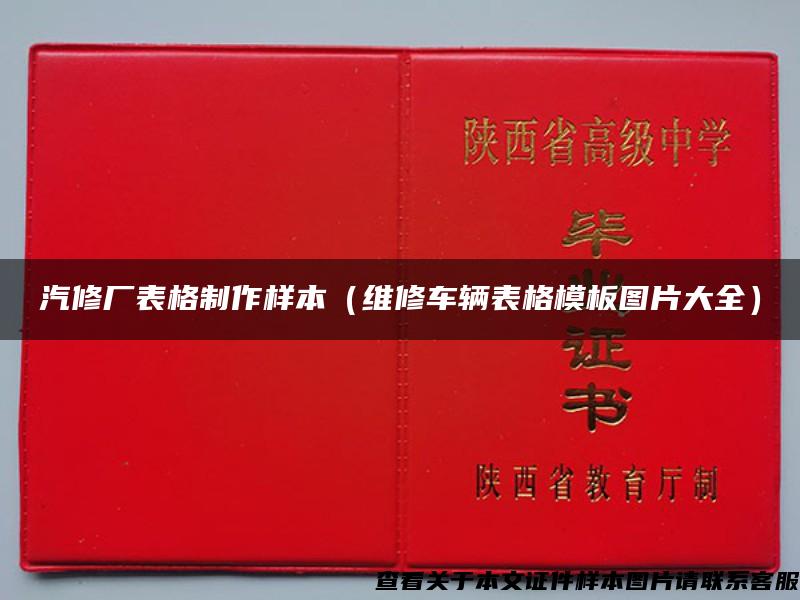 陕西省高级中学
毕
汽修厂表格制作样本（维修车辆表格模板图片大全）
证
书
陕西省教育厅制
查看关于本文证件样本图片请联系客服